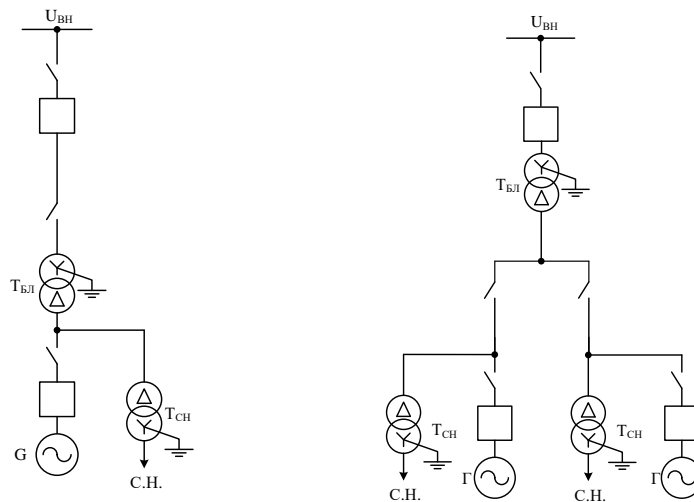 U_ВН
Т_БЛ
Т_СН
G
С.Н.
U_ВН
Т_БЛ
Т_СН
Т_СН
Г
Г
С.Н.
С.Н.